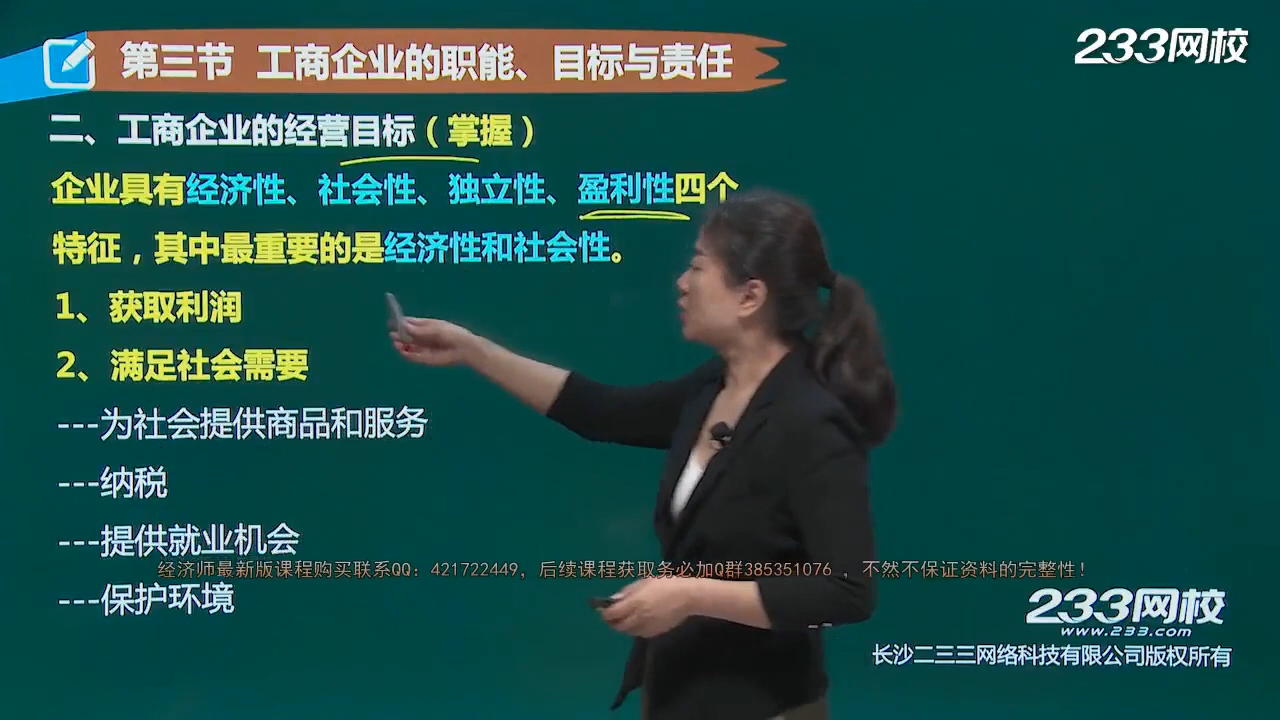 第三节 工商企业的职能、目标与责任
233网校
二、工商企业的经营目标（掌握）
企业具有经济性、社会性、独立性、盈利性四个
特征，其中最重要的是经济性和社会性。
1、获取利润
2、满足社会需要
---为社会提供商品和服务
---纳税
---提供就业机会
经济师最新版课程购买联系QQ：421722449，后续课程获取务必加Q群385351076 ，不然不保证资料的完整性！
---保护环境
233网校
www.233.com
长沙二三三网络科技有限公司版权所有